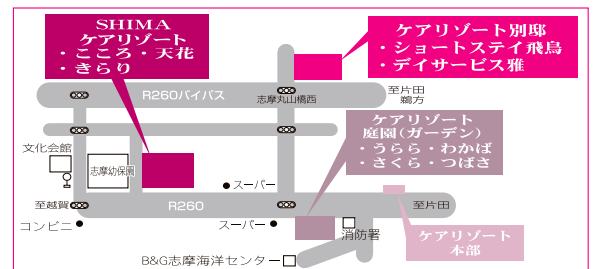 SHIMA
ケアリゾート
・こころ・天花
・きらり
ケアリゾート別邸
・ショートステイ飛鳥
・デイサービス雅
R260バイパス
志摩丸山橋西
至片田
鵜方
ケアリゾート
庭園(ガーデン)
・うらら・わかば
・さくら・つばさ
文化会館
志摩幼保園
スーパー
至越賀
R260
至片田
コンビニ
スーパー
消防署
ケアリゾート
本部
B&G志摩海洋センター